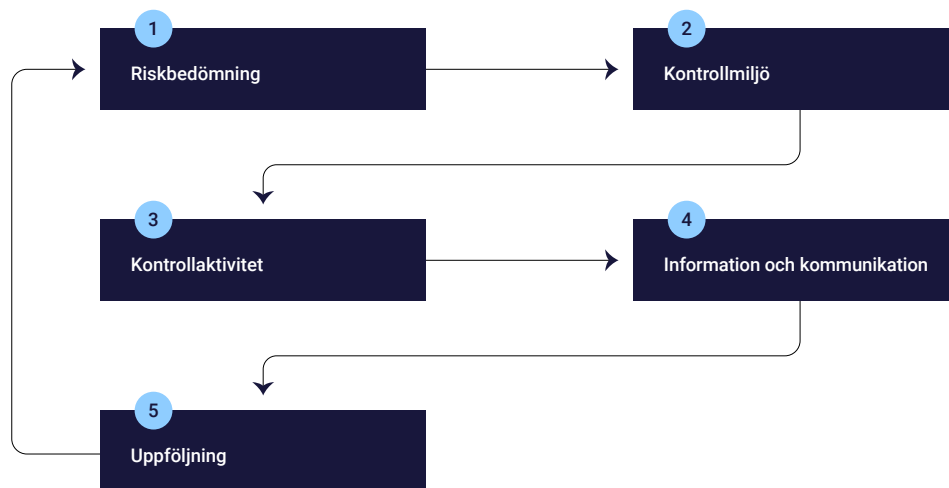 1
Riskbedömning
2
Kontrollmiljö
3
Kontrollaktivitet
4
Information och kommunikation
5
Uppföljning